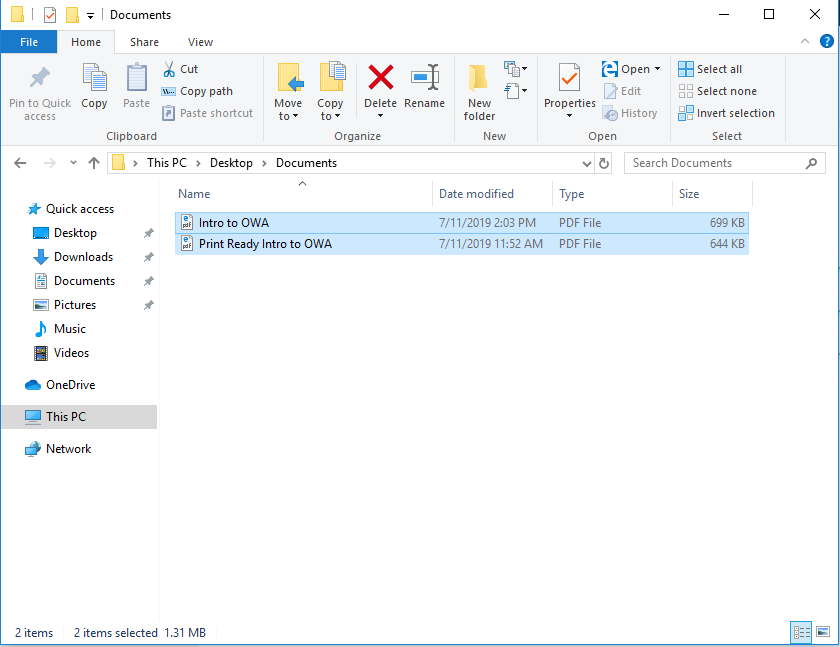 Documents
File Home Share View
Pin to Quick access
Copy
Paste
Cut
Copy path
Paste shortcut
Clipboard
Move to
Copy to
Delete
Rename
Organize
New folder
New
Properties
Open
Edit
History
Open
Select all
Select none
Invert selection
Select
This PC > Desktop > Documents
Search Documents
Quick access
Desktop
Downloads
Documents
Pictures
Music
Videos
OneDrive
This PC
Network
Name Date modified Type Size
Intro to OWA 7/11/2019 2:03 PM PDF File 699 KB
Print Ready Intro to OWA 7/11/2019 11:52 AM PDF File 644 KB
2 items 2 items selected 1.31 MB